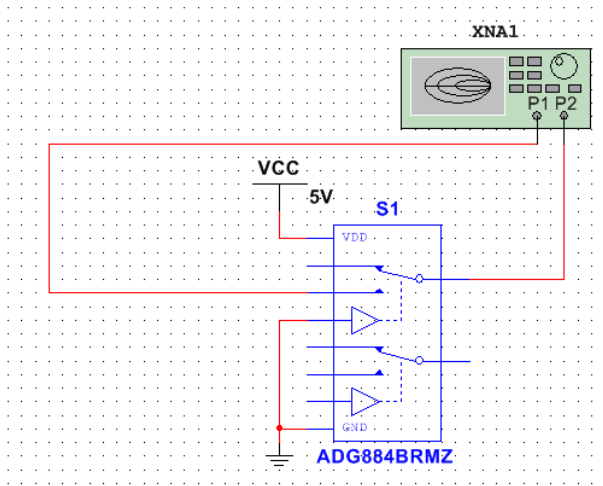 XNA1
P1 P2
VCC
5V
S1
VDD
GND
ADG884BRMZ